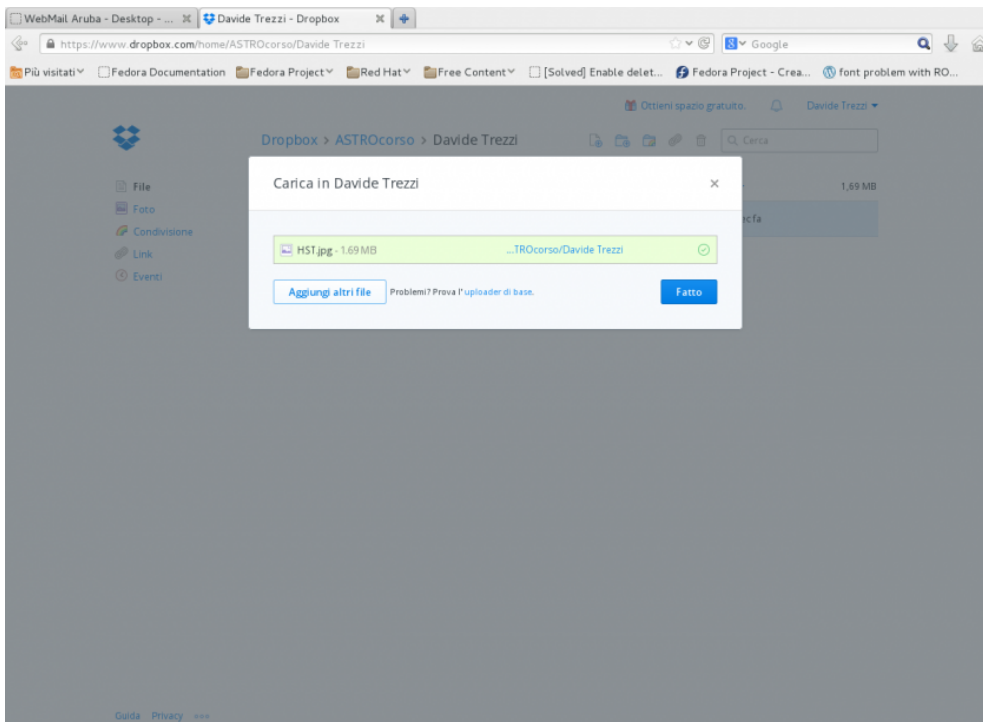 WebMail Aruba - Desktop - ... Davide Trezzi - Dropbox
https://www.dropbox.com/home/ASTROcorso/Davide Trezzi Google
Più visitati Fedora Documentation Fedora Project Red Hat Free Content [Solved] Enable delet... Fedora Project - Crea... font problem with RO...
Ottieni spazio gratuito. Davide Trezzi
Dropbox > ASTROcorso > Davide Trezzi Cerca
Carica in Davide Trezzi
File 1,69 MB
Foto ec fa
Condivisione
Link
Eventi
HST.jpg - 1.69 MB ...TROcorso/Davide Trezzi
Aggiungi altri file Problemi? Prova l' uploader di base. Fatto
Guida Privacy